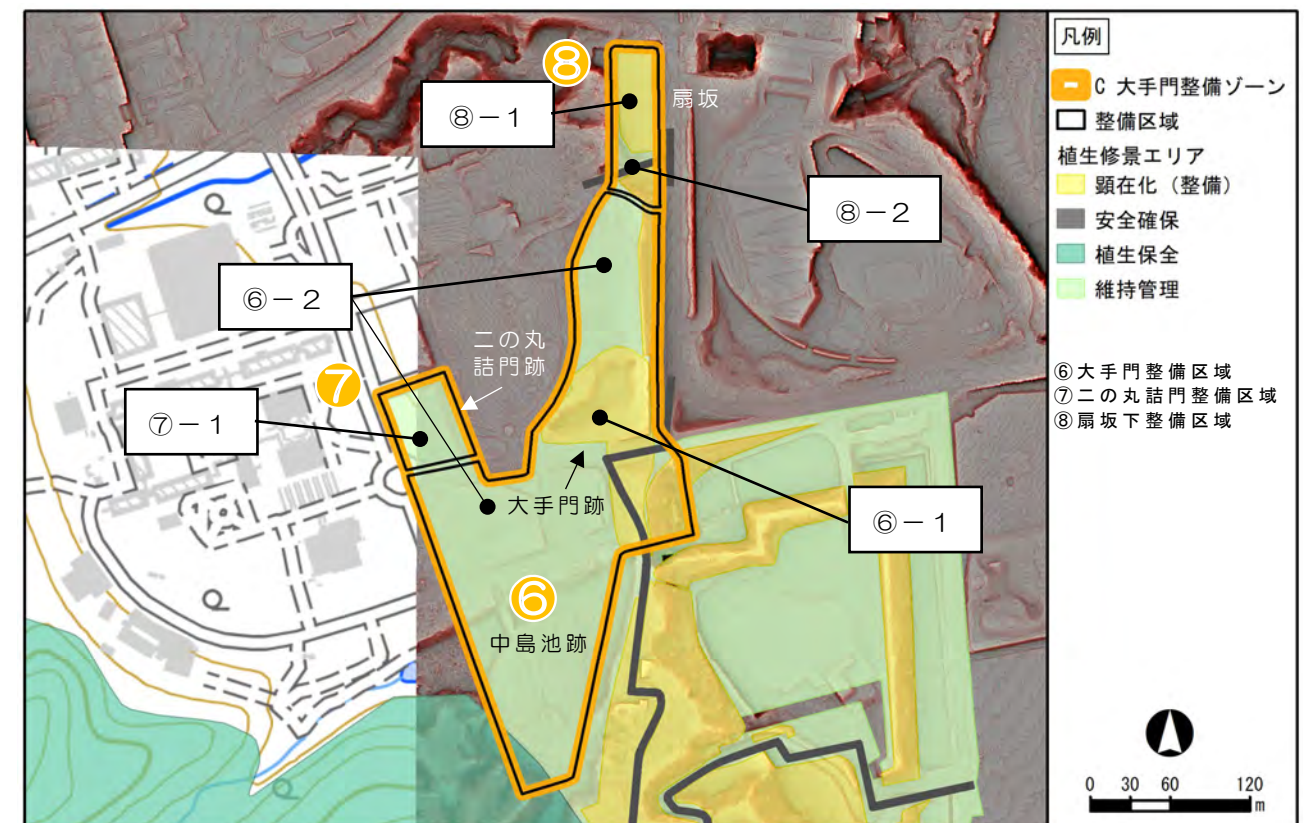 ⑧
⑧－1
扇坂
⑧－2
⑥－2
二の丸
詰門跡
⑦
⑦－1
大手門跡
⑥－1
⑥
中島池跡
凡例
C 大手門整備ゾーン
整備区域
植生修景エリア
顕在化（整備）
安全確保
植生保全
維持管理
⑥大手門整備区域
⑦二の丸詰門整備区域
⑧扇坂下整備区域
0 30 60 120
m